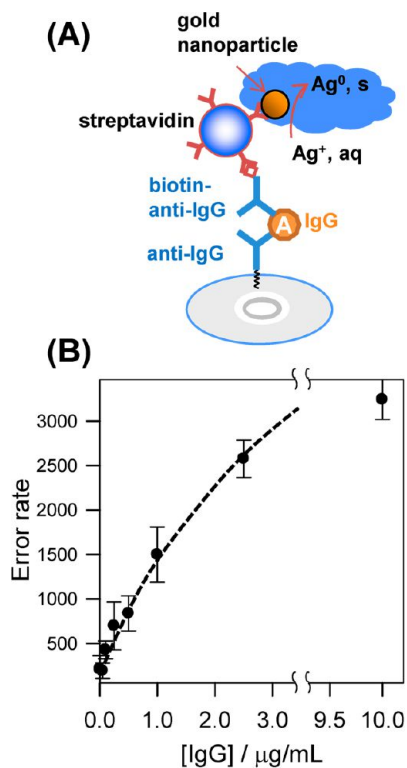 (A)
gold
nanoparticle
Ag⁰, s
streptavidin
Ag⁺, aq
biotin-
anti-IgG
IgG
A
anti-IgG
(B)
Error rate
3000
2500
2000
1500
1000
500
0.0 1.0 2.0 3.0 9.5 10.0
[IgG] / μg/mL